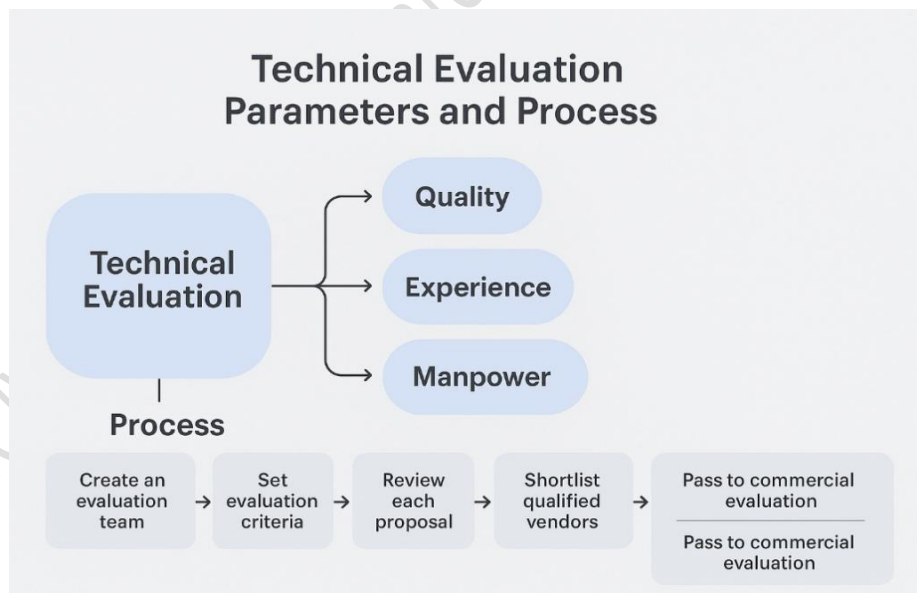 Technical Evaluation
Parameters and Process
Technical
Evaluation
Quality
Experience
Manpower
Process
Create an
evaluation
team
Set
evaluation
criteria
Review
each
proposal
Shortlist
qualified
vendors
Pass to commercial
evaluation
Pass to commercial
evaluation